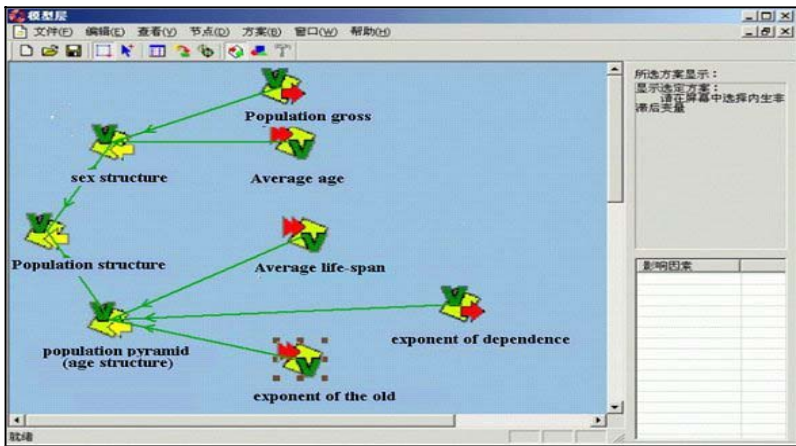 模型层
文件(F) 编辑(E) 查看(V) 节点(D) 方案(B) 窗口(W) 帮助(H)
所选方案显示：
显示选定方案：
请在屏幕中选择内生非
滞后变量
Population gross
sex structure
Average age
Population structure
Average life-span
影响因素
population pyramid
(age structure)
exponent of dependence
exponent of the old
就绪